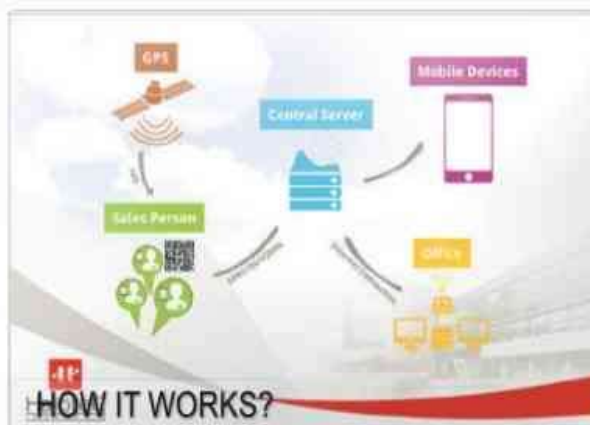 GPS
Mobile Devices
Central Server
Sales Person
Office
HOW IT WORKS?